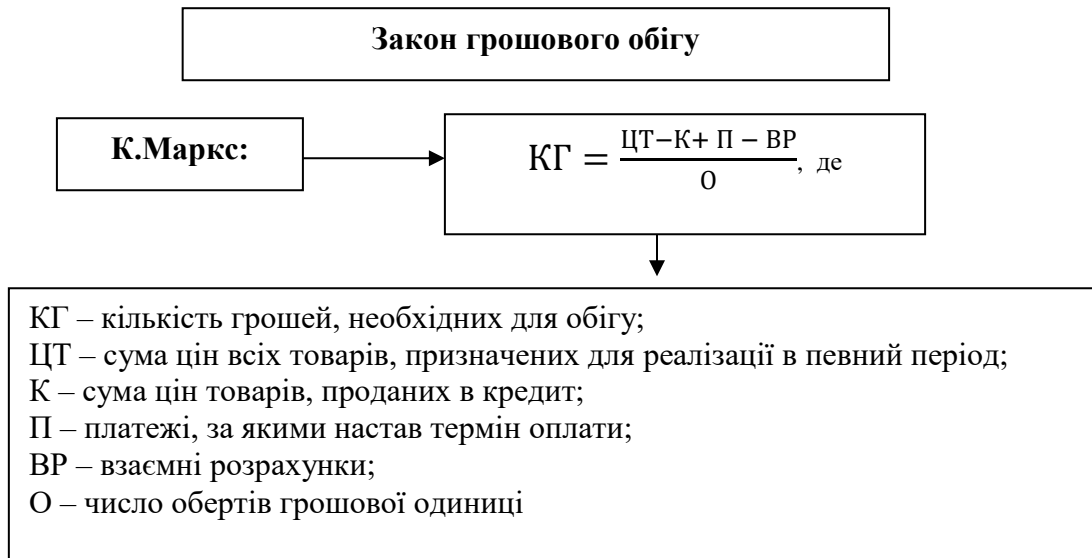 Закон грошового обігу
К.Маркс:
КГ = (ЦТ−К+ П − ВР)/О, де
КГ – кількість грошей, необхідних для обігу;
ЦТ – сума цін всіх товарів, призначених для реалізації в певний період;
К – сума цін товарів, проданих в кредит;
П – платежі, за якими настав термін оплати;
ВР – взаємні розрахунки;
О – число обертів грошової одиниці